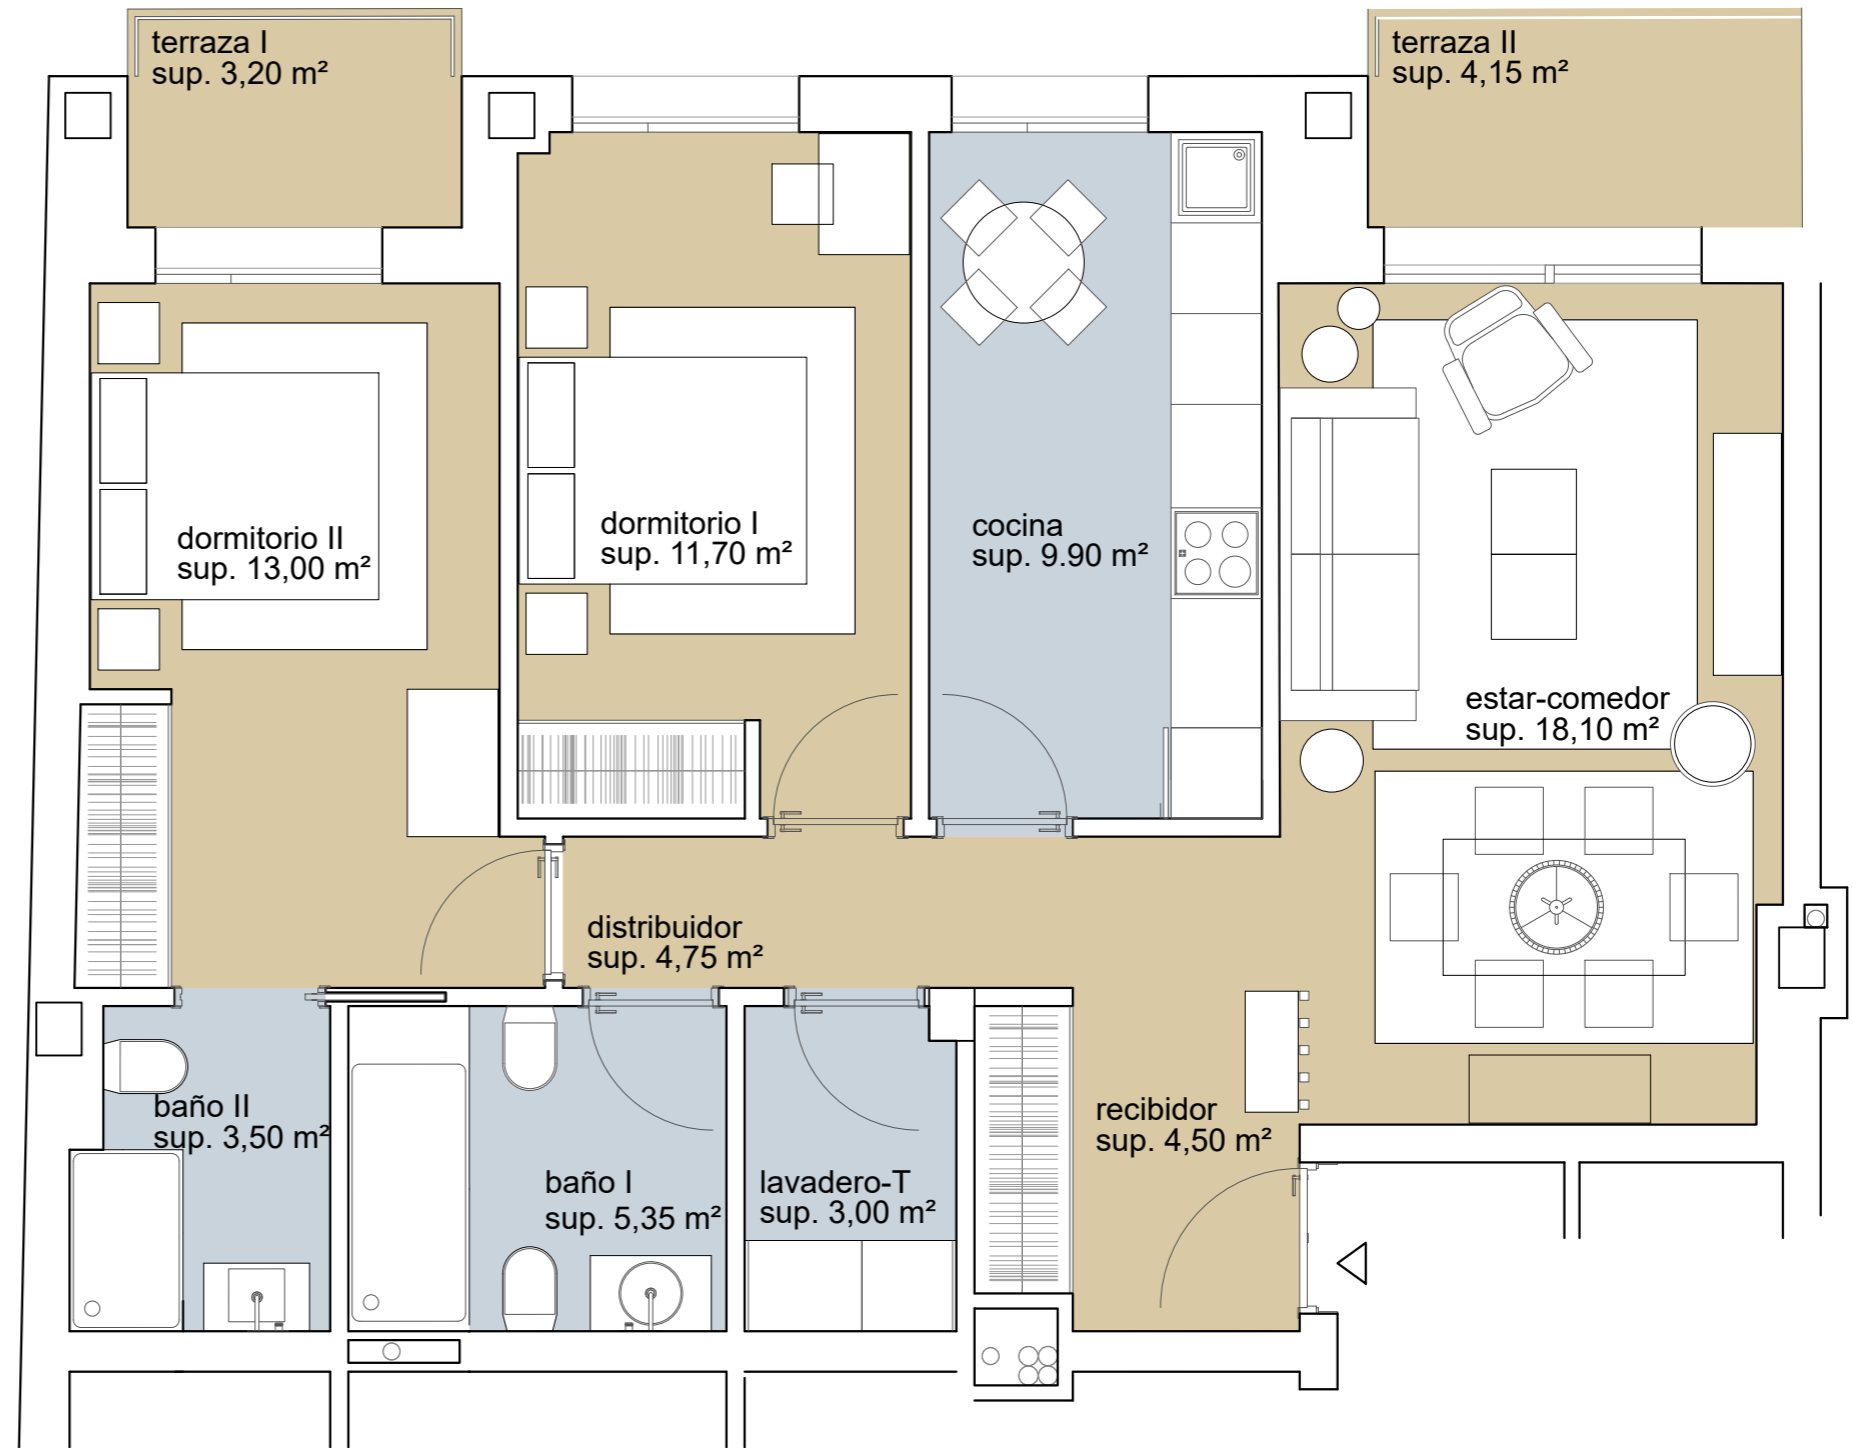 terraza I
sup. 3,20 m²
terraza II
sup. 4,15 m²
dormitorio II
sup. 13,00 m²
dormitorio I
sup. 11,70 m²
cocina
sup. 9.90 m²
estar-comedor
sup. 18,10 m²
distribuidor
sup. 4,75 m²
baño II
sup. 3,50 m²
baño I
sup. 5,35 m²
lavadero-T
sup. 3,00 m²
recibidor
sup. 4,50 m²